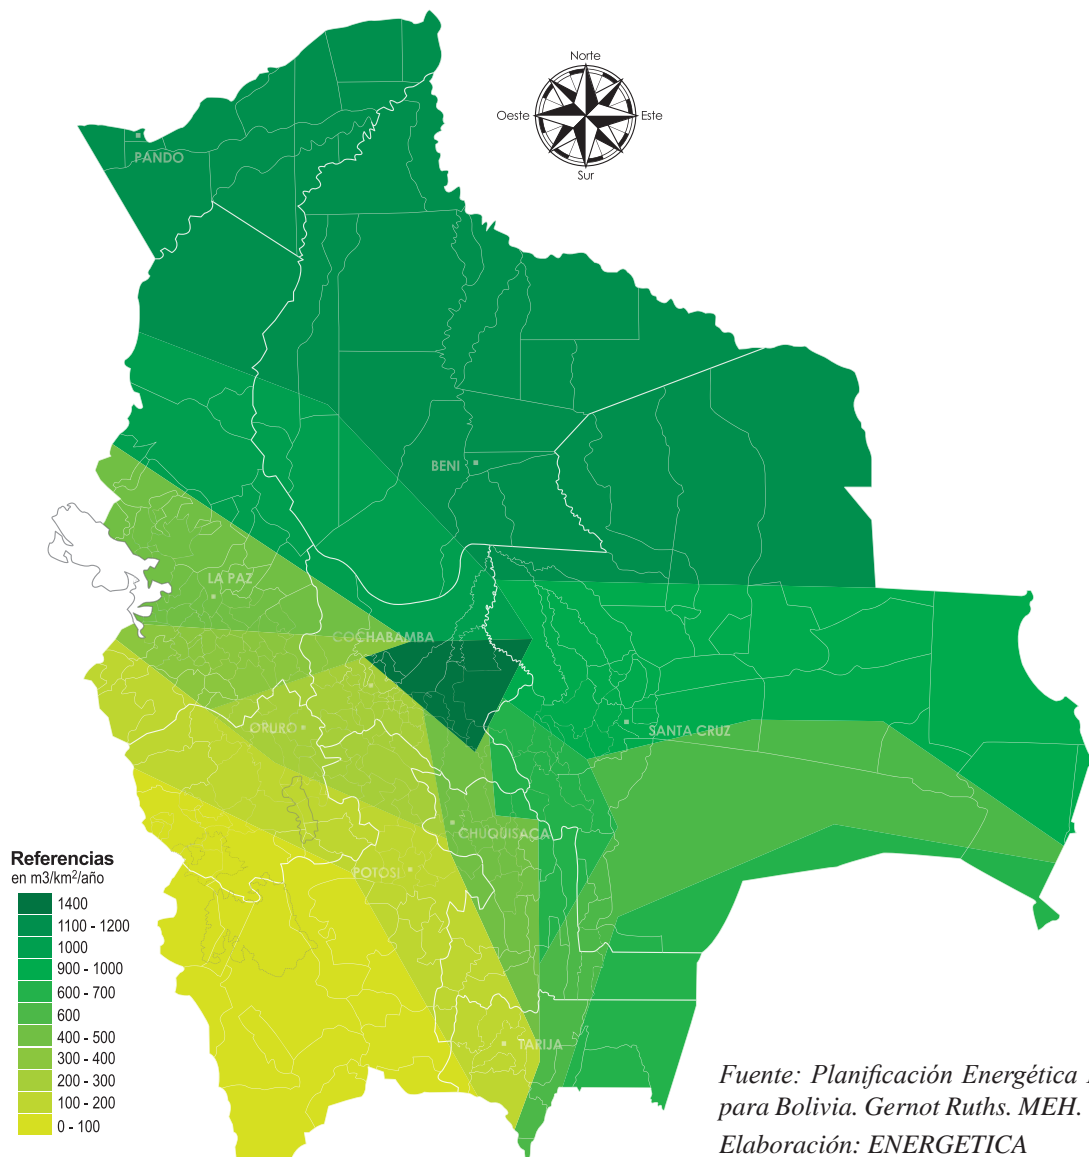 Norte
Oeste
Este
Sur
PANDO
BENI
LA PAZ
COCHABAMBA
ORURO
SANTA CRUZ
CHUQUISACA
POTOSI
TARIJA
Referencias
en m3/km²/año
1400
1100 - 1200
1000
900 - 1000
600 - 700
600
400 - 500
300 - 400
200 - 300
100 - 200
0 - 100
Fuente: Planificación Energética
para Bolivia. Gernot Ruths. MEH.
Elaboración: ENERGETICA